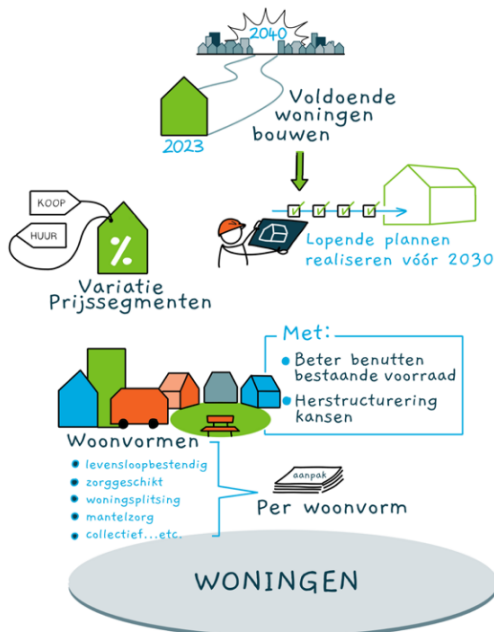 2040
Voldoende
woningen
bouwen
2023
KOOP
HUUR
%
Variatie
Prijssegmenten
Lopende plannen
realiseren vóór 2030
Met:
Beter benutten
bestaande voorraad
Herstructurering
kansen
Woonvormen
levensloopbestendig
zorggeschikt
woningsplitsing
mantelzorg
collectief...etc.
aanpak
Per woonvorm
WONINGEN